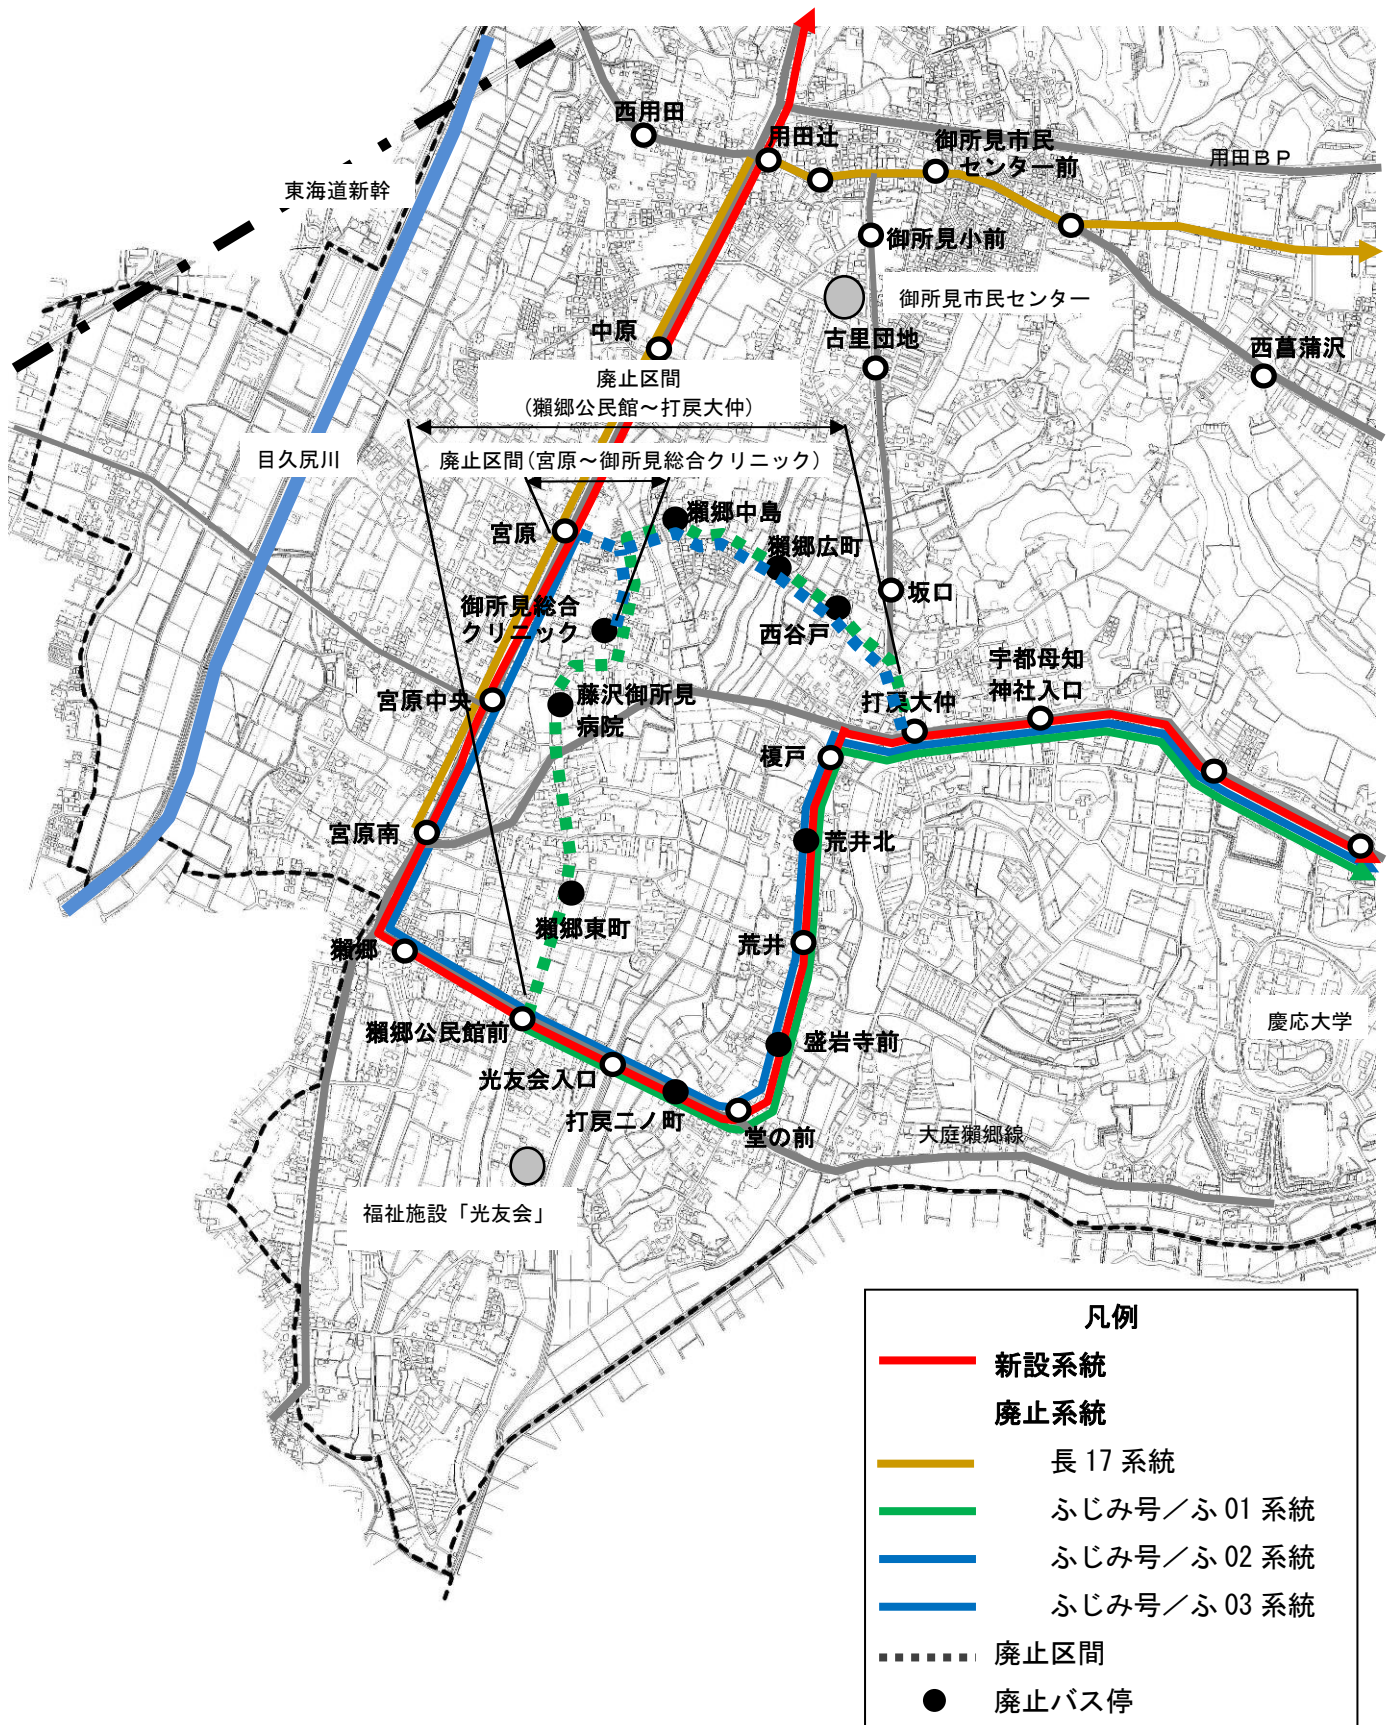 西用田
用田辻
御所見市民
センター前
用田BP
東海道新幹
御所見小前
御所見市民センター
中原
古里団地
西菖蒲沢
廃止区間
(獺郷公民館～打戻大仲)
目久尻川
廃止区間(宮原～御所見総合クリニック)
宮原
獺郷中島
獺郷広町
御所見総合
クリニック
西谷戸
坂口
宮原中央
藤沢御所見
病院
打戻大仲
宇都母知
神社入口
榎戸
宮原南
荒井北
獺郷東町
獺郷
荒井
獺郷公民館前
盛岩寺前
慶応大学
光友会入口
打戻二ノ町
堂の前
大庭獺郷線
福祉施設「光友会」
凡例
新設系統
廃止系統
長17系統
ふじみ号／ふ01系統
ふじみ号／ふ02系統
ふじみ号／ふ03系統
廃止区間
廃止バス停